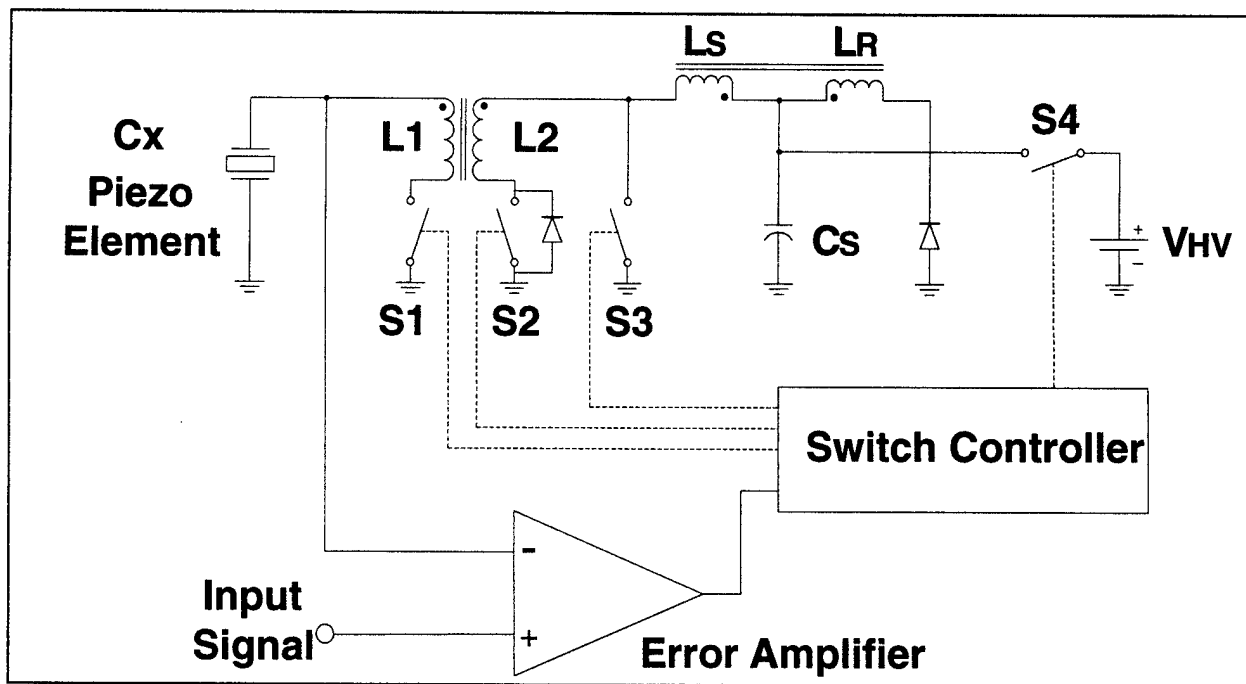 LS
LR
S4
Cx
Piezo
Element
L1
L2
CS
VHV
+
-
S1
S2
S3
Switch Controller
-
+
Input
Signal
Error Amplifier